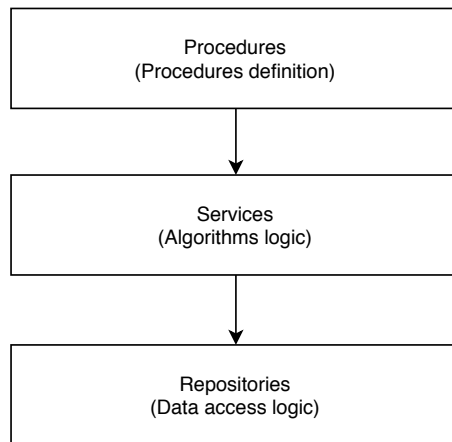 Procedures
(Procedures definition)
Services
(Algorithms logic)
Repositories
(Data access logic)